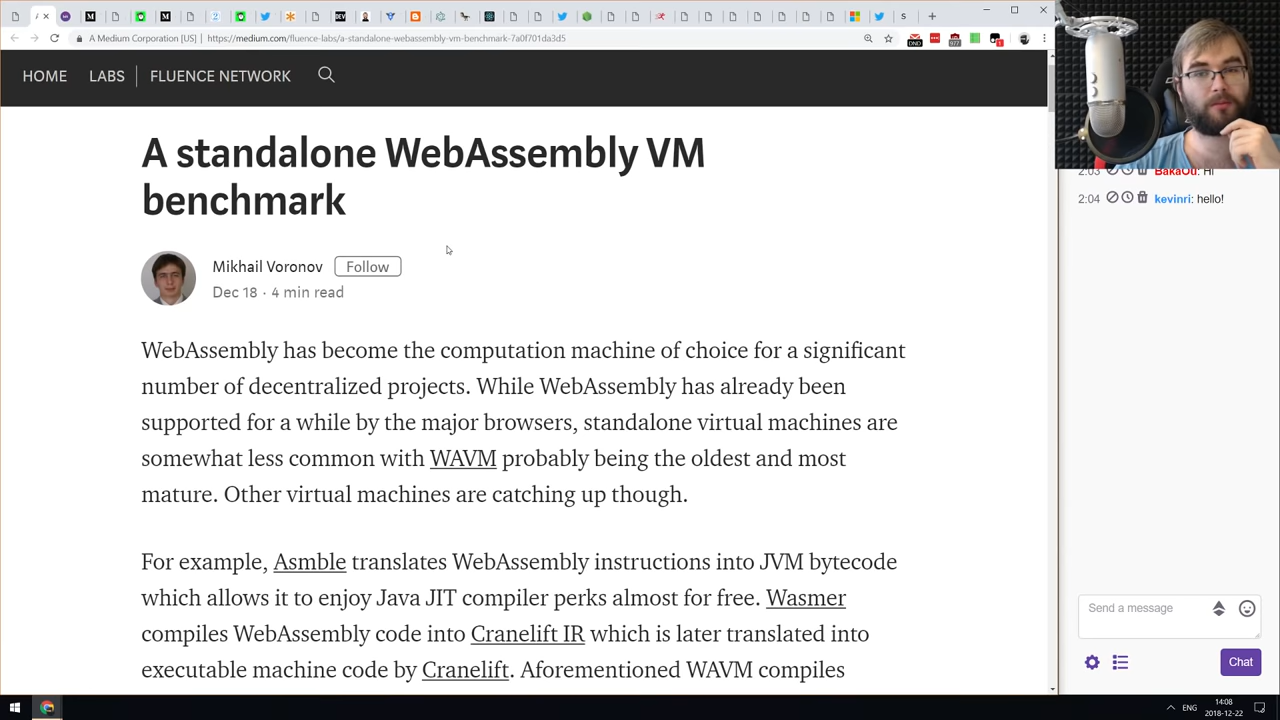 A Medium Corporation [US] | https://medium.com/fluence-labs/a-standalone-webassembly-vm-benchmark-7a0f701da3d5
HOME LABS FLUENCE NETWORK
A standalone WebAssembly VM
benchmark
Mikhail Voronov Follow
Dec 18 · 4 min read
WebAssembly has become the computation machine of choice for a significant
number of decentralized projects. While WebAssembly has already been
supported for a while by the major browsers, standalone virtual machines are
somewhat less common with WAVM probably being the oldest and most
mature. Other virtual machines are catching up though.
For example, Asmble translates WebAssembly instructions into JVM bytecode
which allows it to enjoy Java JIT compiler perks almost for free. Wasmer
compiles WebAssembly code into Cranelift IR which is later translated into
executable machine code by Cranelift. Aforementioned WAVM compiles
2:03 BakaOu: Hi
2:04 kevinri: hello!
Send a message
Chat
ENG
14:08
2018-12-22